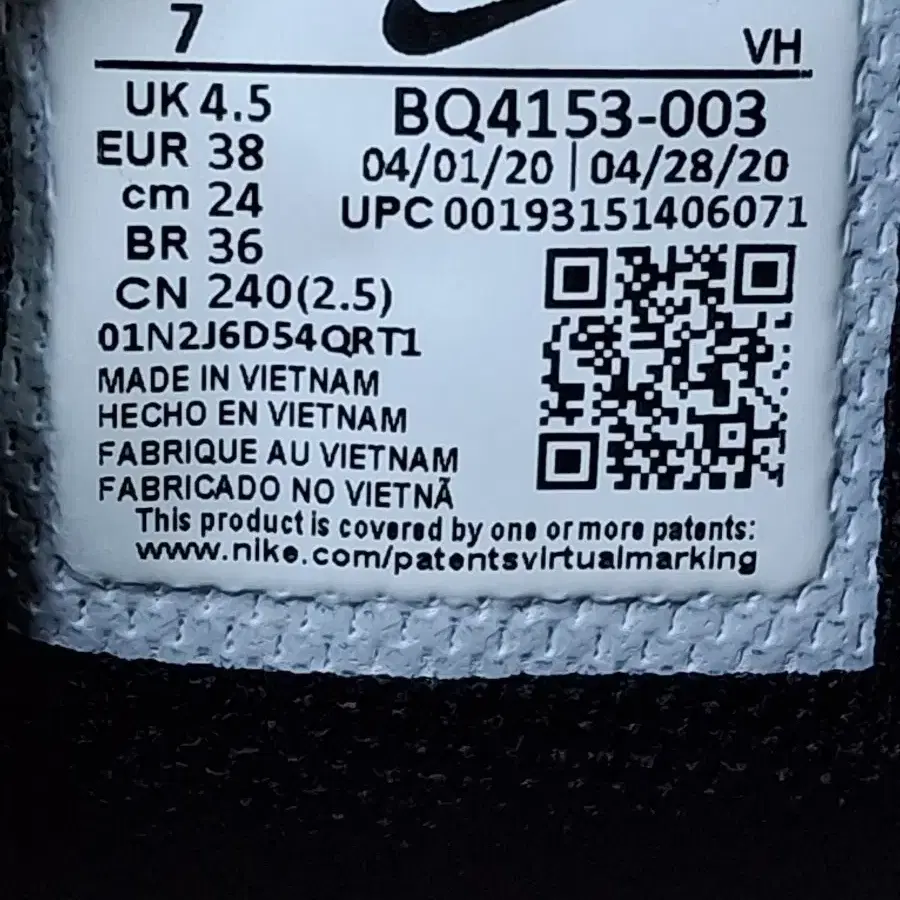 7
VH
UK 4.5
EUR 38
cm 24
BR 36
CN 240(2.5)
BQ4153-003
04/01/20 | 04/28/20
UPC 00193151406071
01N2J6D54QRT1
MADE IN VIETNAM
HECHO EN VIETNAM
FABRIQUE AU VIETNAM
FABRICADO NO VIETNÃ
This product is covered by one or more patents:
www.nike.com/patentsvirtualmarking